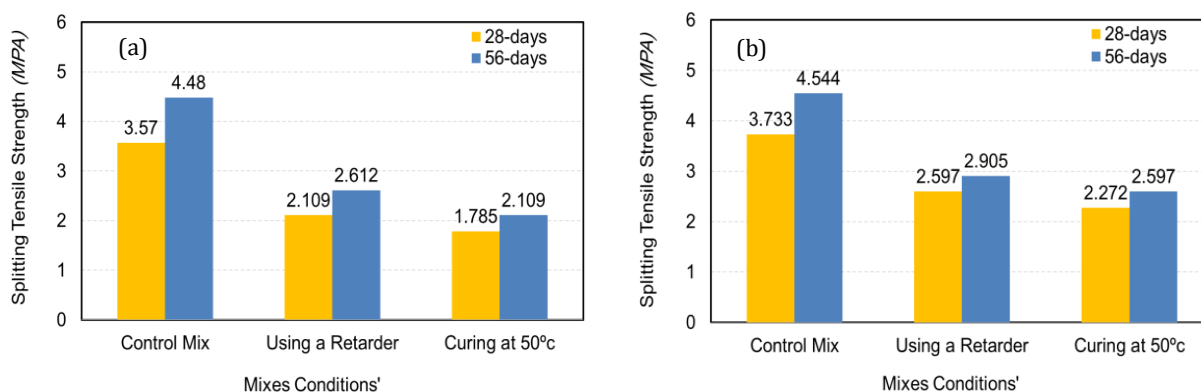 (a)
Splitting Tensile Strength (MPA)
6
5
4
3
2
1
0
28-days
56-days
3.57
4.48
2.109
2.612
1.785
2.109
Control Mix
Using a Retarder
Curing at 50ºc
Mixes Conditions'
(b)
Splitting Tensile Strength (MPA)
6
5
4
3
2
1
0
28-days
56-days
3.733
4.544
2.597
2.905
2.272
2.597
Control Mix
Using a Retarder
Curing at 50ºc
Mixes Conditions'